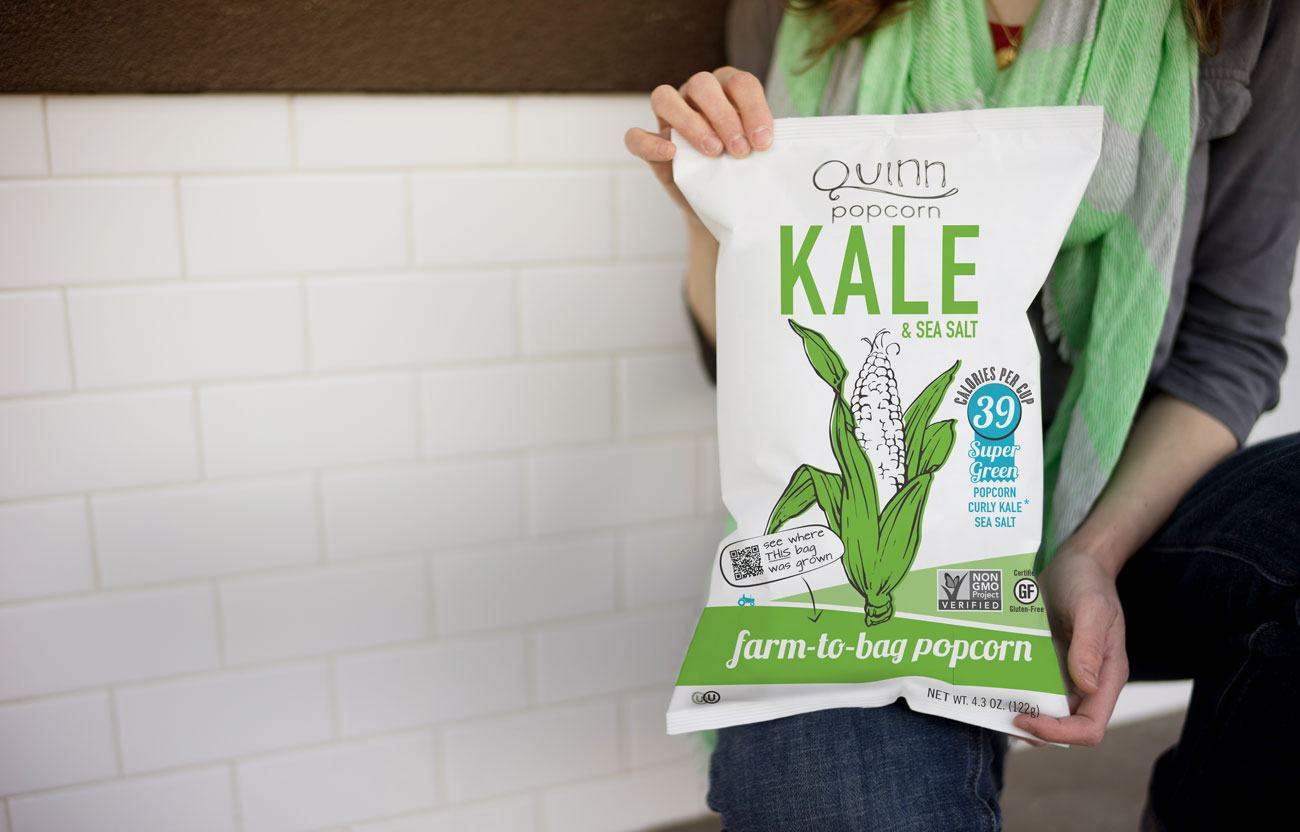 Quinn
popcorn
KALE
& SEA SALT
CALORIES PER CUP
39
Super
Green
POPCORN
CURLY KALE*
SEA SALT
see where
THIS bag
was grown
NON
GMO
Project
VERIFIED
Certified
GF
Gluten-Free
farm-to-bag popcorn
U U
NET WT. 4.3 OZ. (122g)